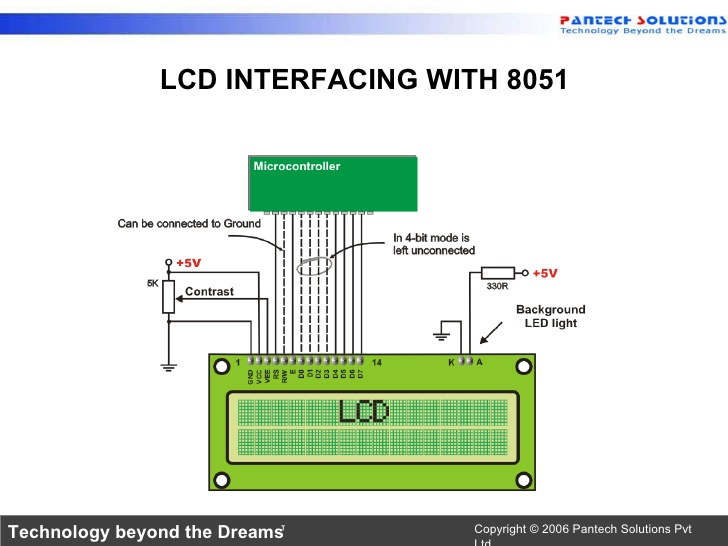 PANTECH SOLUTIONS
Technology Beyond the Dreams
LCD INTERFACING WITH 8051
Microcontroller
Can be connected to Ground
In 4-bit mode is
left unconnected
+5V
5K
Contrast
330R
+5V
Background
LED light
1
14
K
A
GND
VCC
VEE
RS
R/W
E
D0
D1
D2
D3
D4
D5
D6
D7
LCD
Technology beyond the Dreams
Copyright © 2006 Pantech Solutions Pvt
Ltd